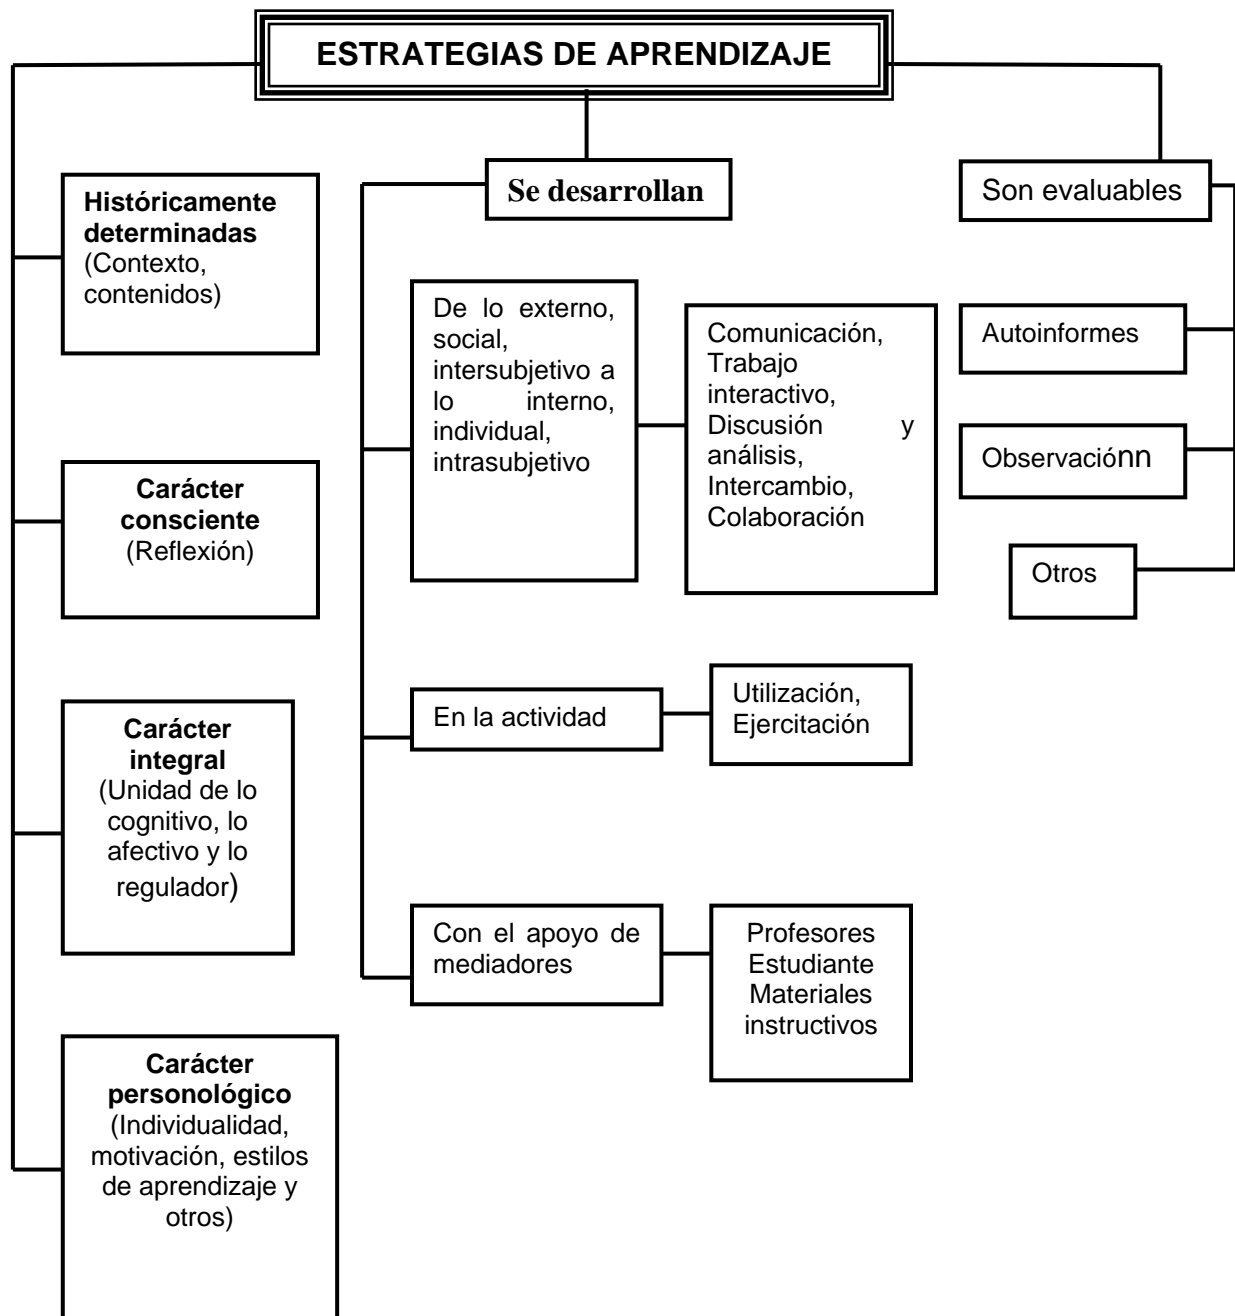 ESTRATEGIAS DE APRENDIZAJE
Históricamente
determinadas
(Contexto,
contenidos)
Carácter
consciente
(Reflexión)
Carácter
integral
(Unidad de lo
cognitivo, lo
afectivo y lo
regulador)
Carácter
personológico
(Individualidad,
motivación, estilos
de aprendizaje y
otros)
Se desarrollan
De lo externo,
social,
intersubjetivo a
lo interno,
individual,
intrasubjetivo
Comunicación,
Trabajo
interactivo,
Discusión y
análisis,
Intercambio,
Colaboración
En la actividad
Utilización,
Ejercitación
Con el apoyo de
mediadores
Profesores
Estudiante
Materiales
instructivos
Son evaluables
Autoinformes
Observaciónn
Otros